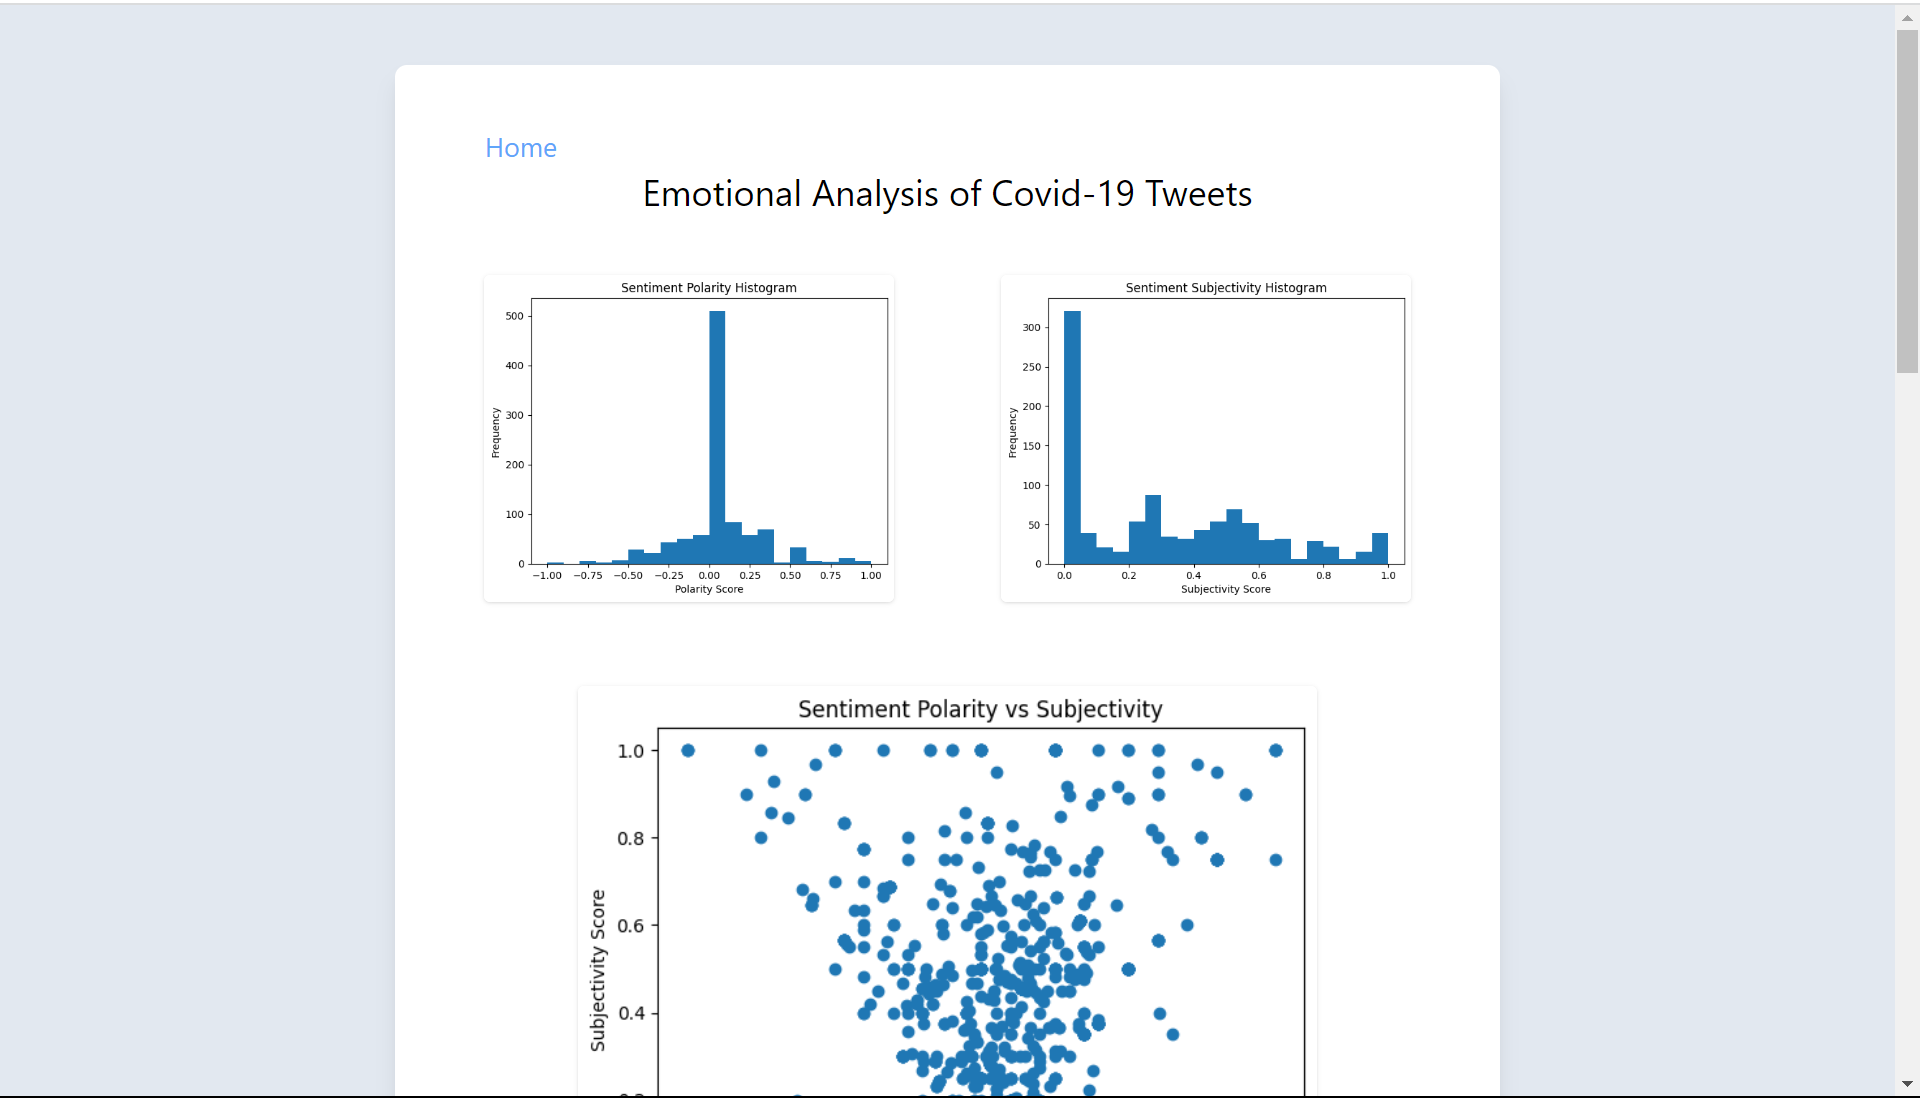 Home
Emotional Analysis of Covid-19 Tweets
Sentiment Polarity Histogram
500
400
300
200
100
0
Frequency
−1.00 −0.75 −0.50 −0.25 0.00 0.25 0.50 0.75 1.00
Polarity Score
Sentiment Subjectivity Histogram
300
250
200
150
100
50
0
Frequency
0.0 0.2 0.4 0.6 0.8 1.0
Subjectivity Score
Sentiment Polarity vs Subjectivity
1.0
0.8
0.6
0.4
Subjectivity Score